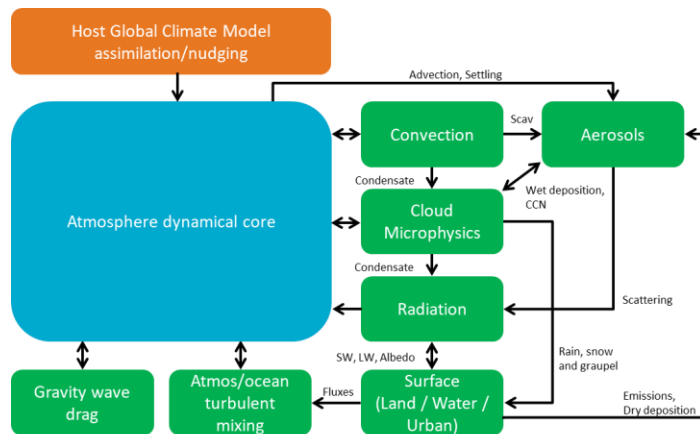 Host Global Climate Model
assimilation/nudging
Advection, Settling
Convection
Scav
Aerosols
Condensate
Wet deposition,
CCN
Atmosphere dynamical core
Cloud
Microphysics
Condensate
Radiation
Scattering
SW, LW, Albedo
Rain, snow
and graupel
Gravity wave
drag
Atmos/ocean
turbulent
mixing
Fluxes
Surface
(Land / Water /
Urban)
Emissions,
Dry deposition